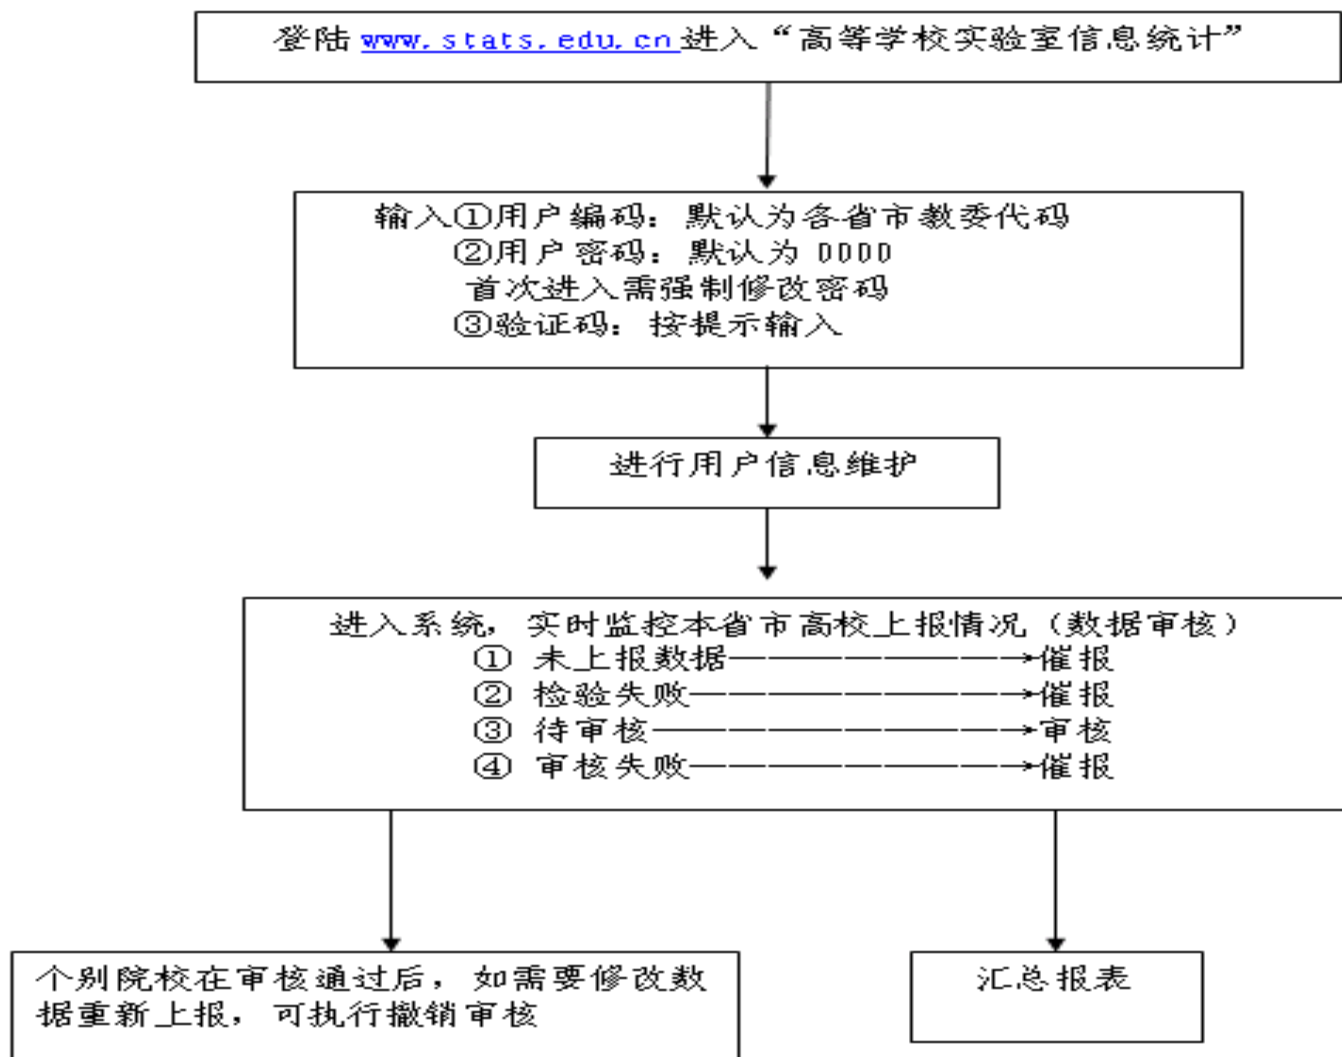 登陆 www.stats.edu.cn 进入“高等学校实验室信息统计”
输入①用户编码：默认为各省市教委代码
②用户密码：默认为 0000
首次进入需强制修改密码
③验证码：按提示输入
进行用户信息维护
进入系统，实时监控本省市高校上报情况（数据审核）
① 未上报数据————————→催报
② 检验失败—————————→催报
③ 待审核——————————→审核
④ 审核失败—————————→催报
个别院校在审核通过后，如需要修改数
据重新上报，可执行撤销审核
汇总报表